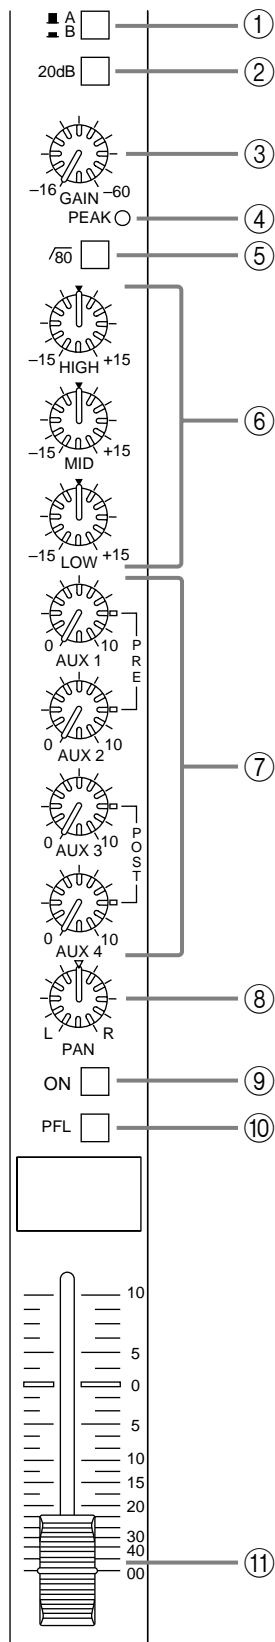 A ①
B
20dB ②
③
–16 GAIN –60
PEAK ④
/80 ⑤
–15 HIGH +15
⑥
–15 MID +15
–15 LOW +15
0 10
AUX 1
PRE
0 10
AUX 2
⑦
0 10
AUX 3
POST
0 10
AUX 4
⑧
L R
PAN
ON ⑨
PFL ⑩
10
5
0
5
10
15
20
30
40
00 ⑪